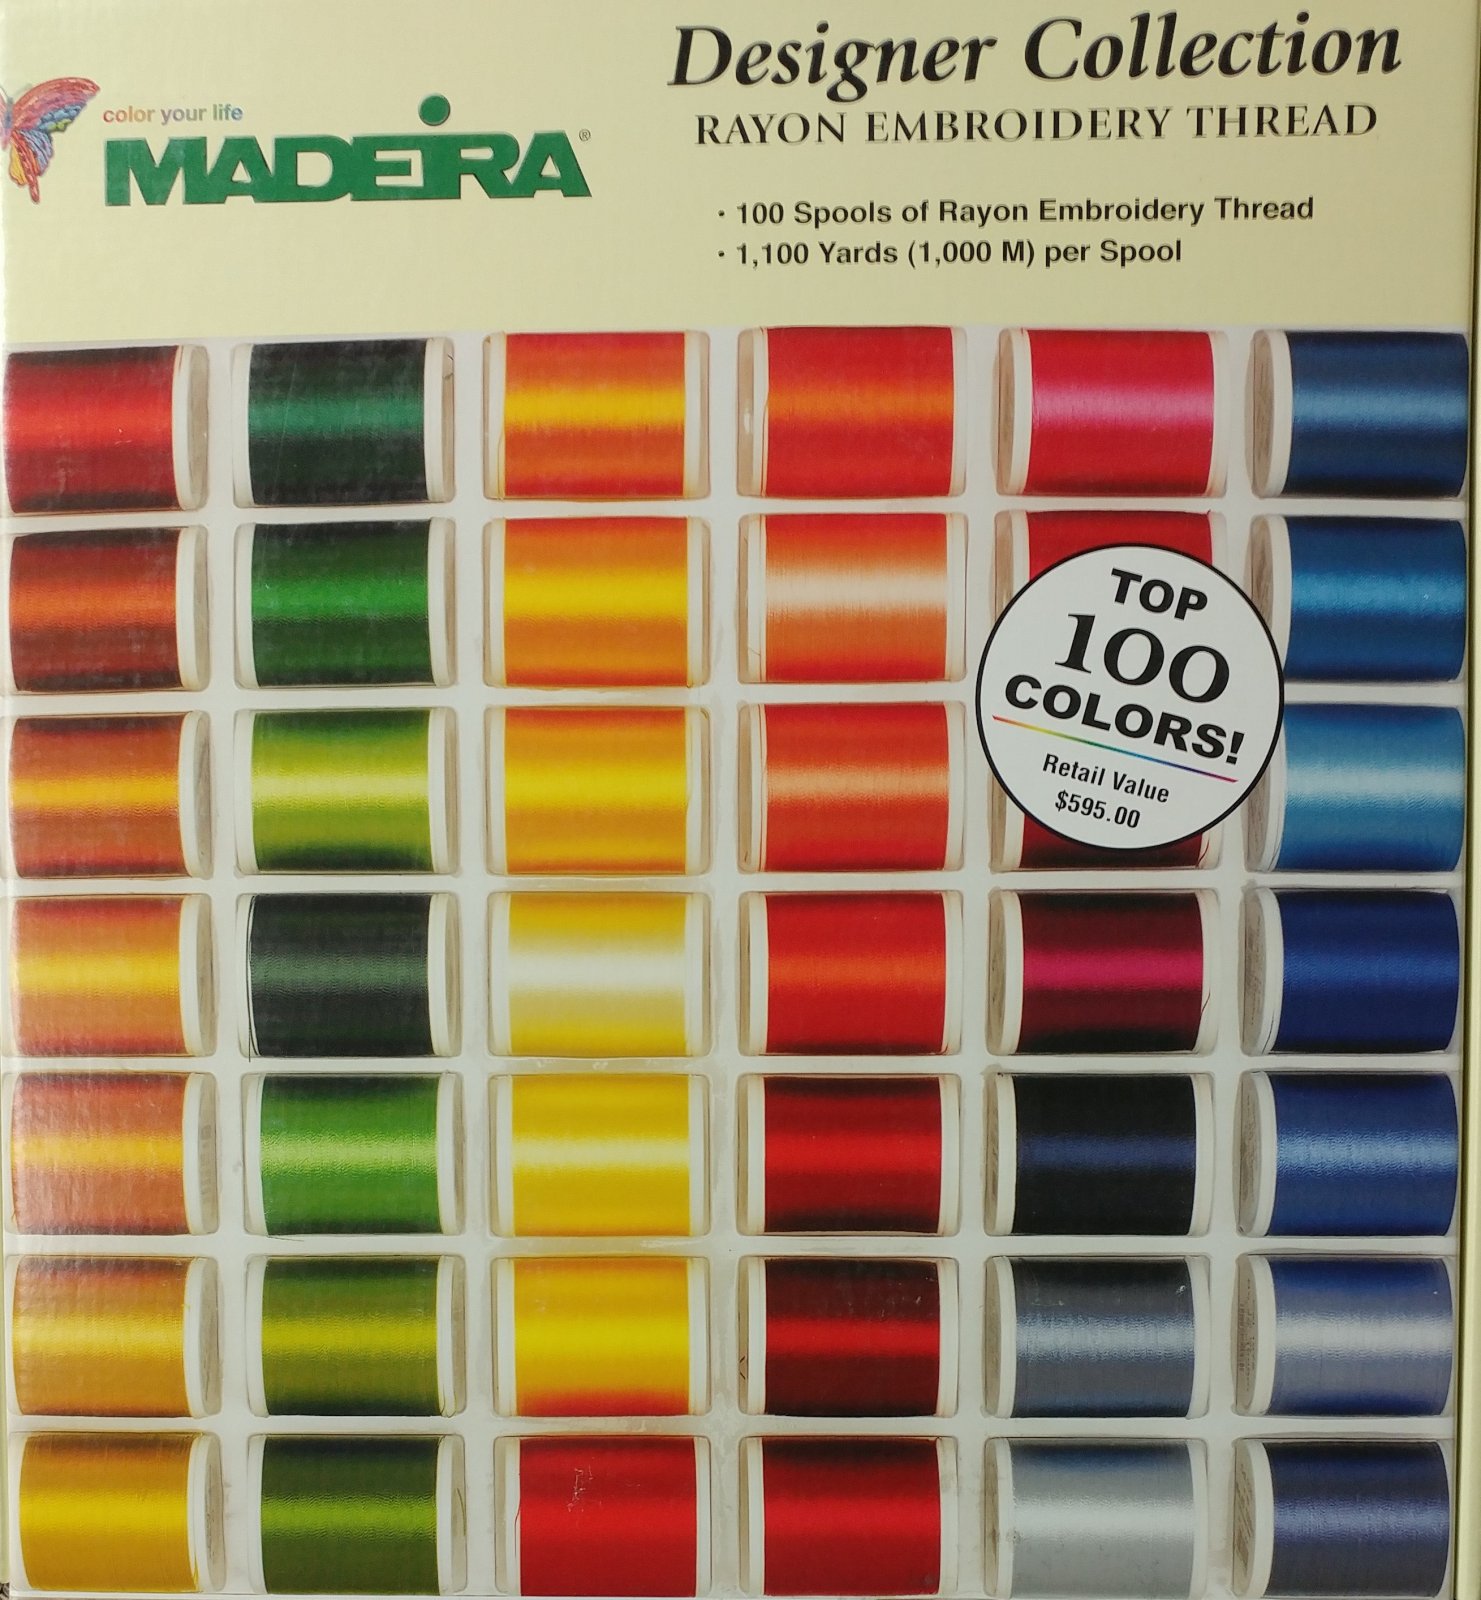 Designer Collection
RAYON EMBROIDERY THREAD
color your life
MADEIRA®
• 100 Spools of Rayon Embroidery Thread
• 1,100 Yards (1,000 M) per Spool
TOP
100
COLORS!
Retail Value
$595.00